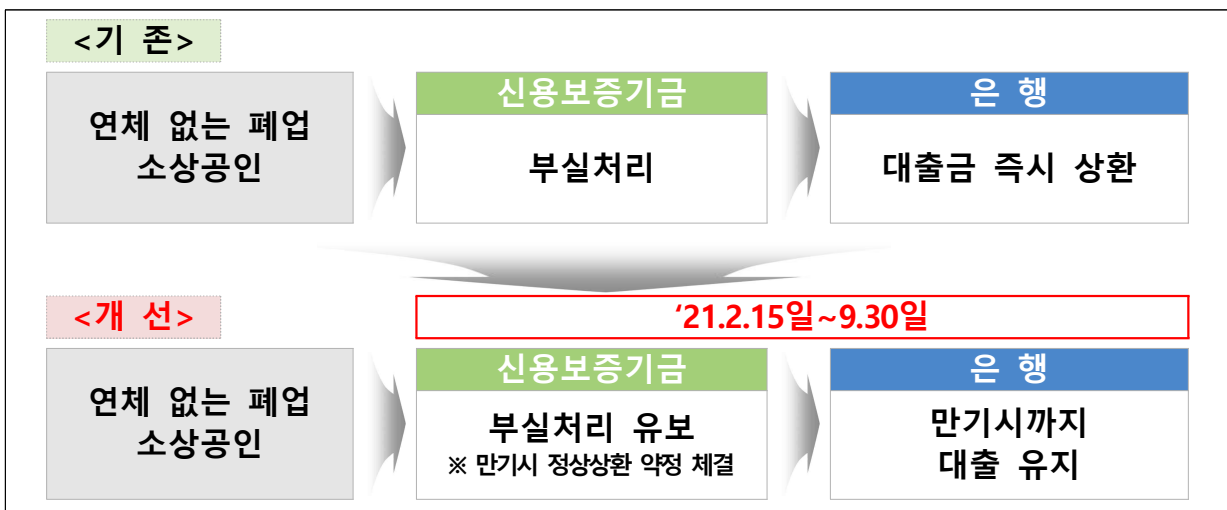 <기 존>
연체 없는 폐업
소상공인
신용보증기금
부실처리
은 행
대출금 즉시 상환
<개 선>
‘21.2.15일~9.30일
연체 없는 폐업
소상공인
신용보증기금
부실처리 유보
※ 만기시 정상상환 약정 체결
은 행
만기시까지
대출 유지